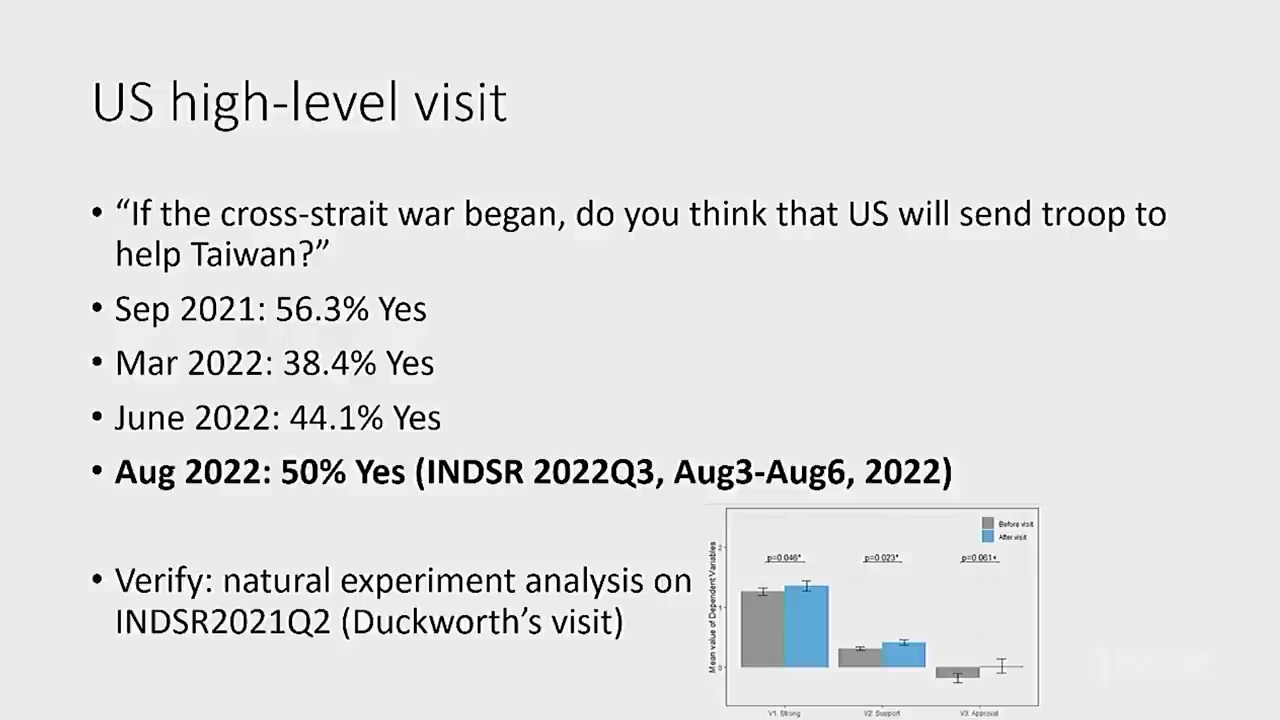 US high-level visit
• “If the cross-strait war began, do you think that US will send troop to
help Taiwan?”
• Sep 2021: 56.3% Yes
• Mar 2022: 38.4% Yes
• June 2022: 44.1% Yes
• Aug 2022: 50% Yes (INDSR 2022Q3, Aug3-Aug6, 2022)
• Verify: natural experiment analysis on
INDSR2021Q2 (Duckworth’s visit)
Mean value of Dependent Variables
2
1
0
Before visit
After visit
p=0.046*
p=0.023*
p=0.061+
V1. Strong
V2. Support
V3. Approval